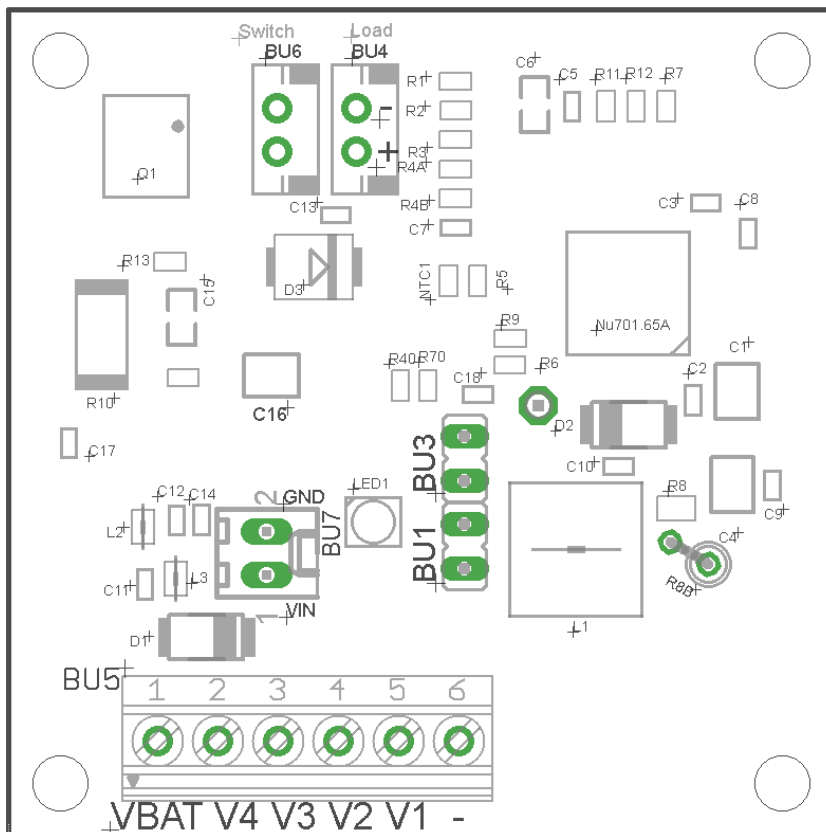 Switch Load
BU6 BU4
-
+
R1
R2
R3
R4A
R4B
C7
C6
C5
R11
R12
R7
Q1
C13
C3
C8
R13
C15
D3
NTC1
R5
Nu701.65A
R9
C1
R40
R70
R6
C2
C18
R10
C16
D2
C17
BU3
C10
C12
C14
2
GND
LED1
R8
C9
L2
BU7
BU1
C4
C11
L3
R8B
1
VIN
D1
L1
BU5
1 2 3 4 5 6
VBAT V4 V3 V2 V1 -